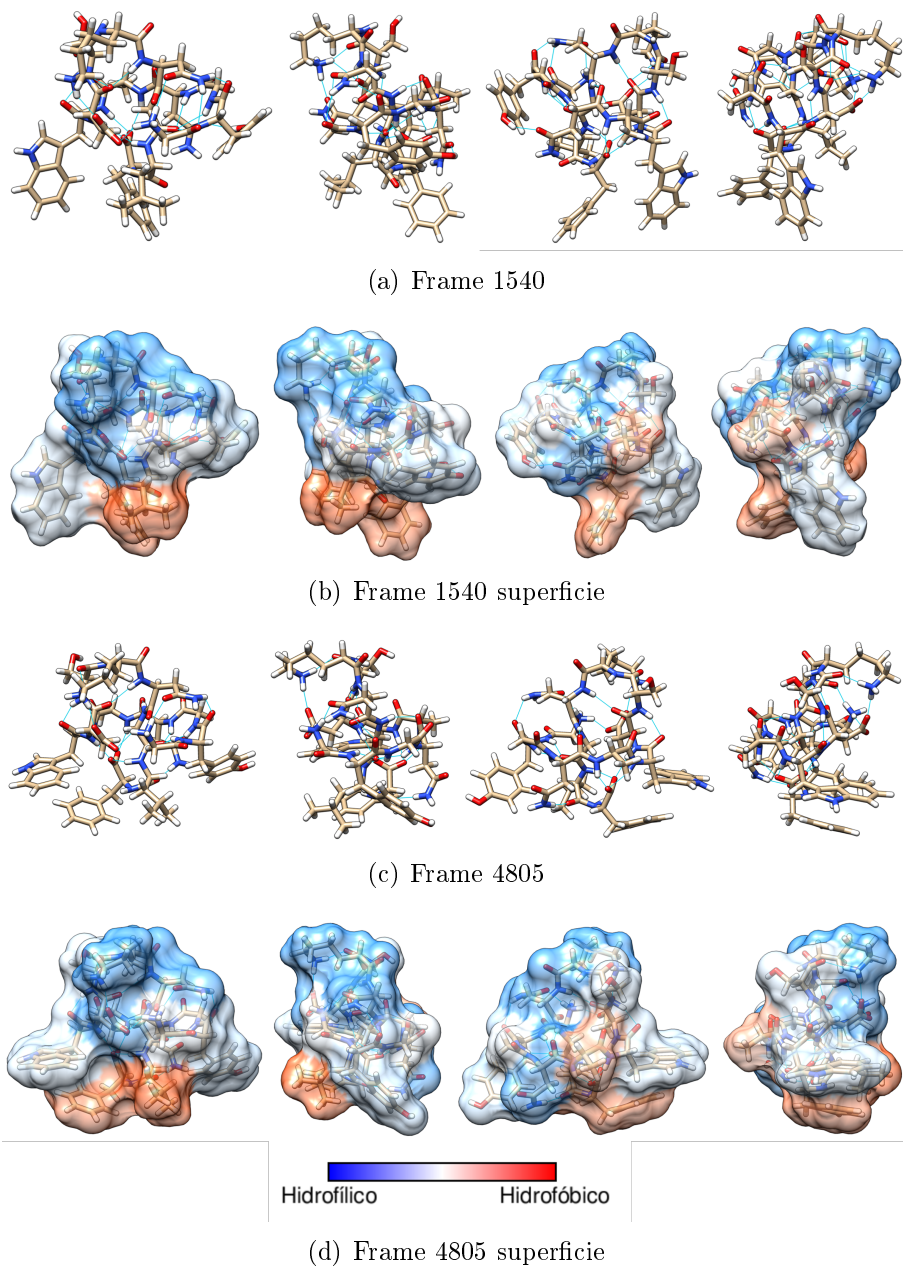 (a) Frame 1540
(b) Frame 1540 superficie
(c) Frame 4805
Hidrofílico Hidrofóbico
(d) Frame 4805 superficie